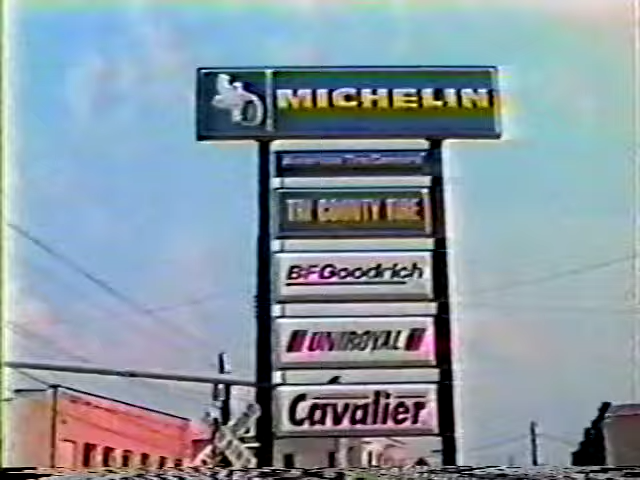 MICHELIN
TRI COUNTY TIRE
BFGoodrich
UNIROYAL
Cavalier